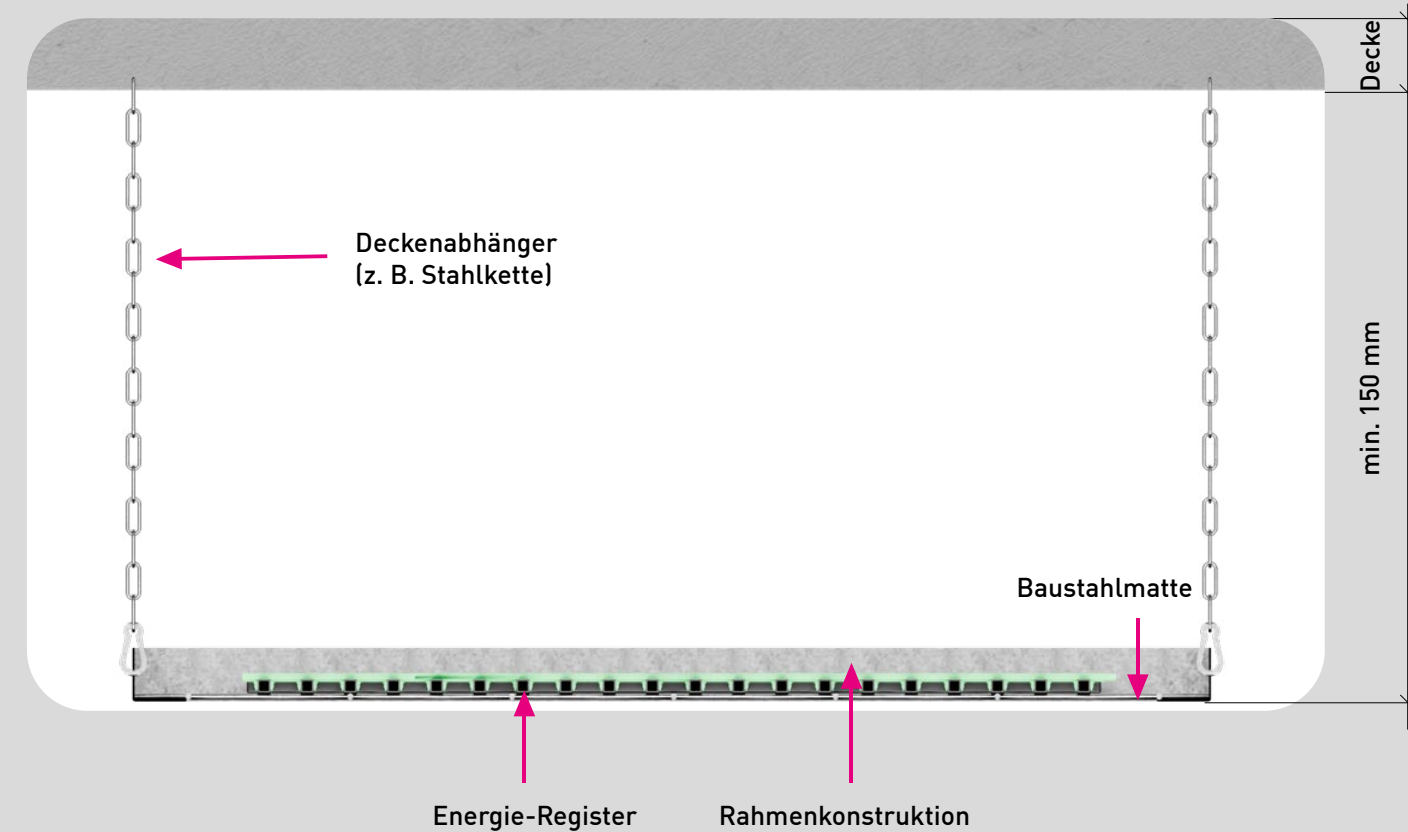 Decke
Deckenabhänger
(z. B. Stahlkette)
min. 150 mm
Baustahlmatte
Energie-Register
Rahmenkonstruktion